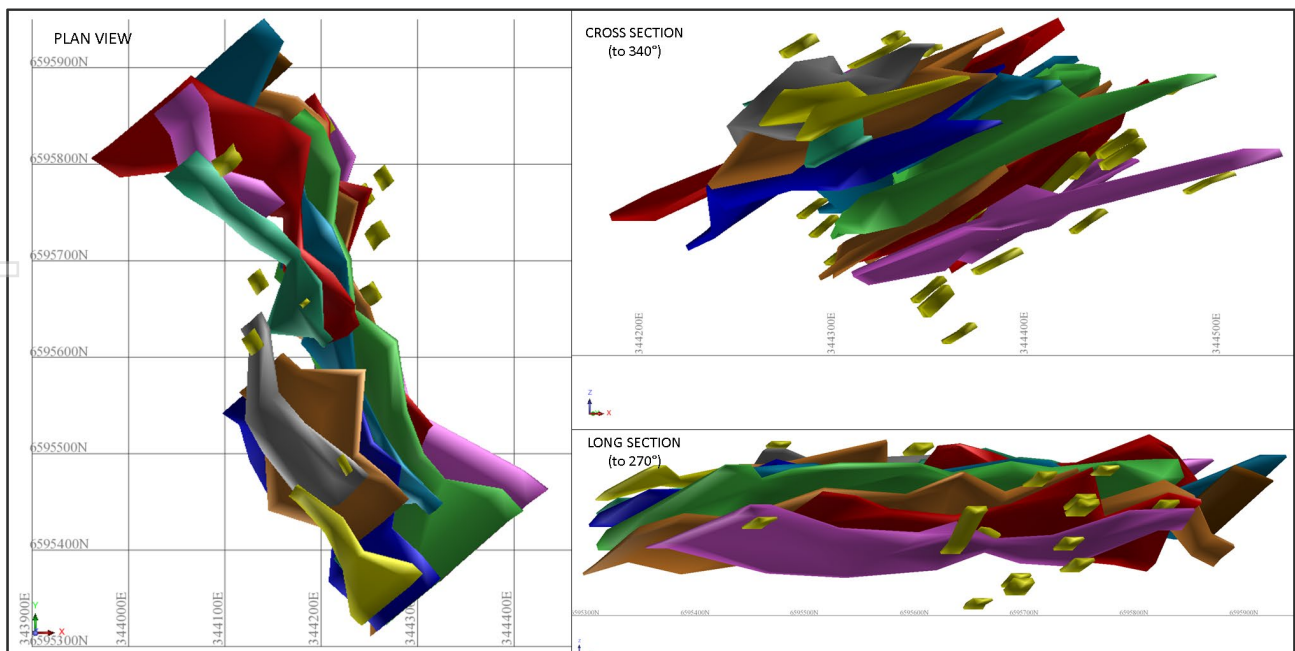 PLAN VIEW
6595900N
6595800N
6595700N
6595600N
6595500N
6595400N
6595300N
343900E
344000E
344100E
344200E
344300E
344400E
Y
X
CROSS SECTION
(to 340°)
344200E
344300E
344400E
344500E
Z
X
LONG SECTION
(to 270°)
6595300N
6595400N
6595500N
6595600N
6595700N
6595800N
6595900N
z